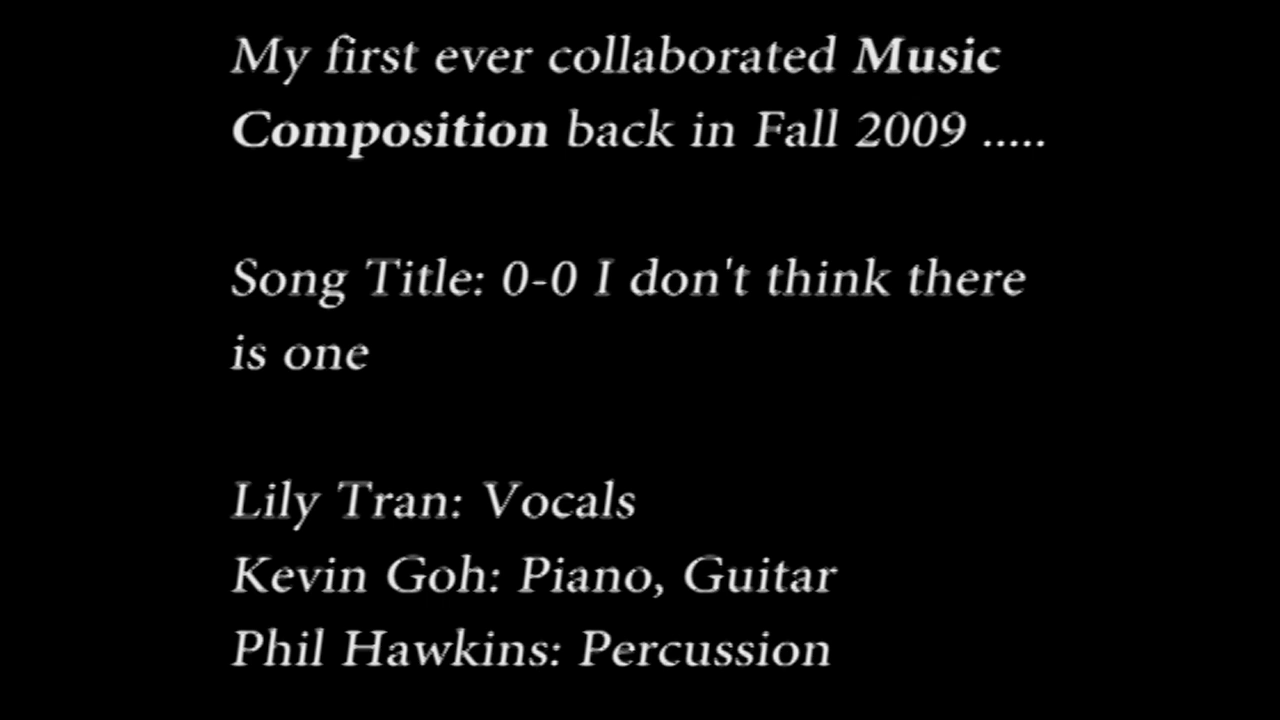 My first ever collaborated Music
Composition back in Fall 2009 .....
Song Title: 0-0 I don't think there
is one
Lily Tran: Vocals
Kevin Goh: Piano, Guitar
Phil Hawkins: Percussion